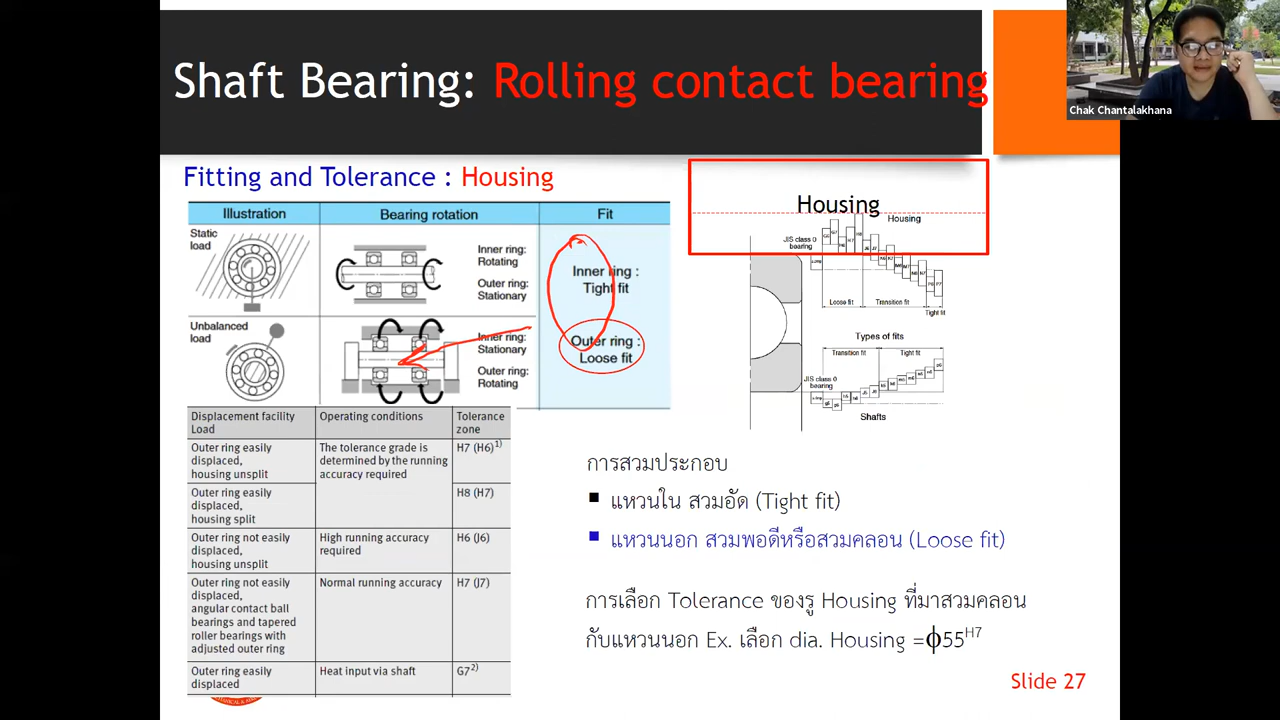 Shaft Bearing: Rolling contact bearing
Chak Chantalakhana
Fitting and Tolerance : Housing
Illustration
Bearing rotation
Fit
Static
load
Inner ring:
Rotating
Outer ring:
Stationary
Inner ring :
Tight fit
Unbalanced
load
Inner ring:
Stationary
Outer ring:
Rotating
Outer ring :
Loose fit
Displacement facility
Load
Operating conditions
Tolerance
zone
Outer ring easily
displaced,
housing unsplit
The tolerance grade is
determined by the running
accuracy required
H7 (H6)1)
Outer ring easily
displaced,
housing split
H8 (H7)
Outer ring not easily
displaced,
housing unsplit
High running accuracy
required
H6 (J6)
Outer ring not easily
displaced,
angular contact ball
bearings and tapered
roller bearings with
adjusted outer ring
Normal running accuracy
H7 (J7)
Outer ring easily
displaced
Heat input via shaft
G72)
Housing
Housing
JIS class 0
bearing
Loose fit
Transition fit
Tight fit
Types of fits
Transition fit
Tight fit
JIS class 0
bearing
Shafts
การสวมประกอบ
แหวนใน สวมอัด (Tight fit)
แหวนนอก สวมพอดีหรือสวมคลอน (Loose fit)
การเลือก Tolerance ของรู Housing ที่มาสวมคลอน
กับแหวนนอก Ex. เลือก dia. Housing =ϕ55H7
Slide 27